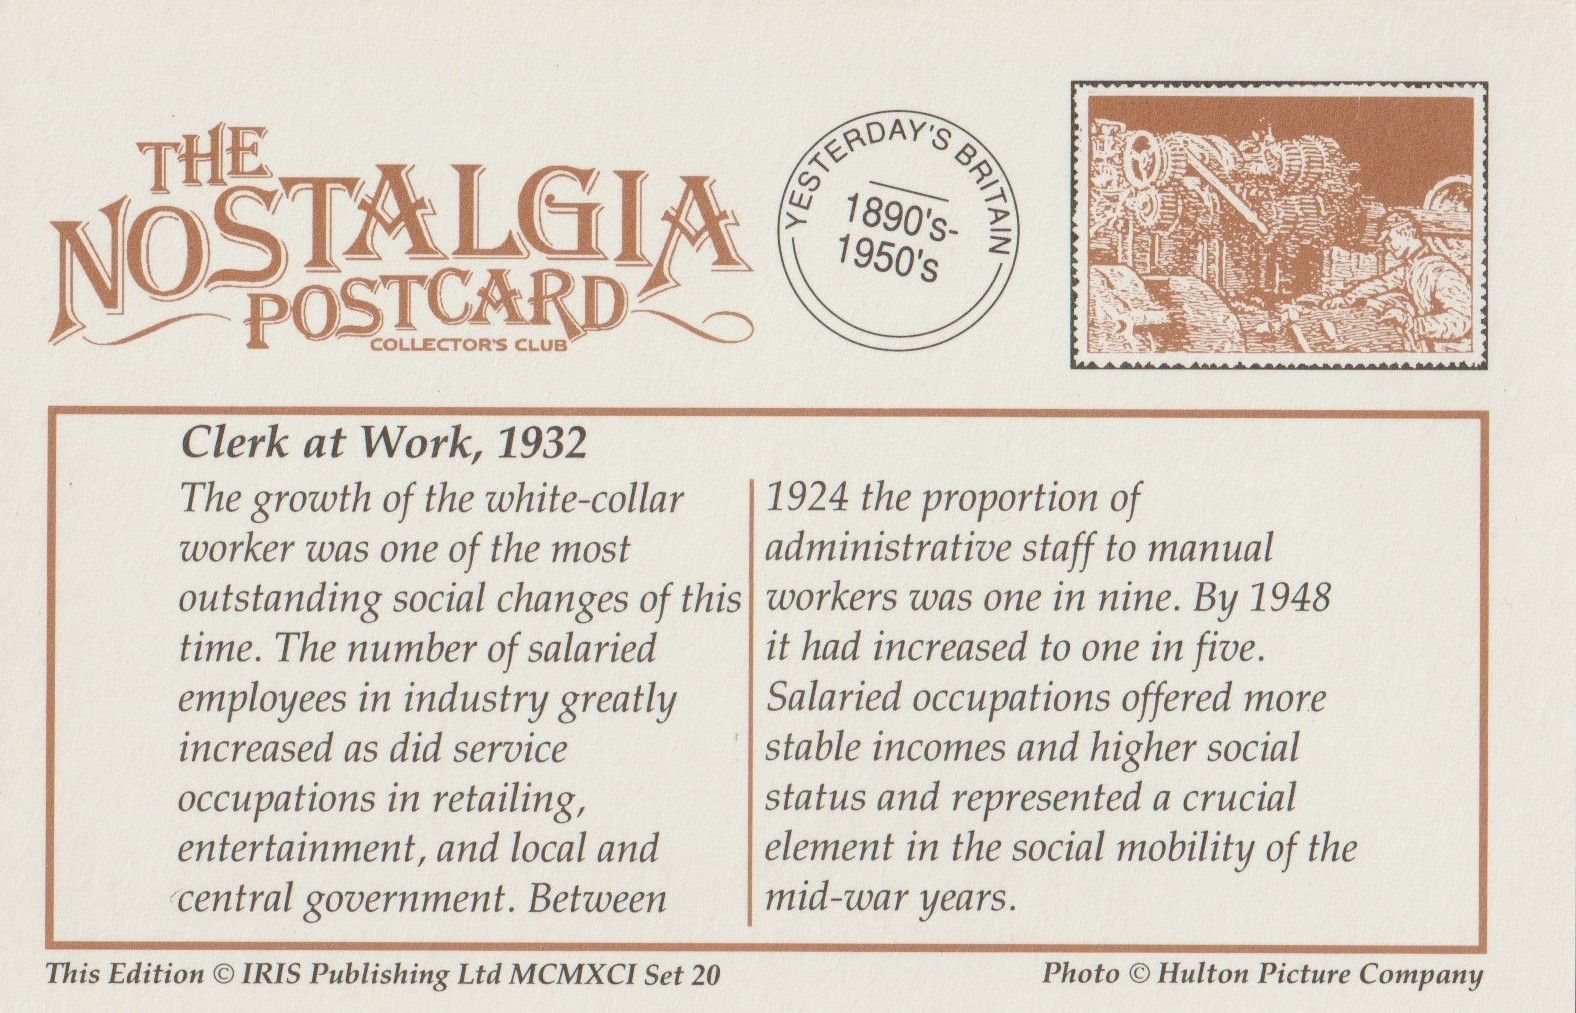 THE
NOSTALGIA
POSTCARD
COLLECTOR'S CLUB
YESTERDAY'S BRITAIN
1890's-
1950's
Clerk at Work, 1932
The growth of the white-collar
worker was one of the most
outstanding social changes of this
time. The number of salaried
employees in industry greatly
increased as did service
occupations in retailing,
entertainment, and local and
central government. Between
1924 the proportion of
administrative staff to manual
workers was one in nine. By 1948
it had increased to one in five.
Salaried occupations offered more
stable incomes and higher social
status and represented a crucial
element in the social mobility of the
mid-war years.
This Edition © IRIS Publishing Ltd MCMXCI Set 20
Photo © Hulton Picture Company